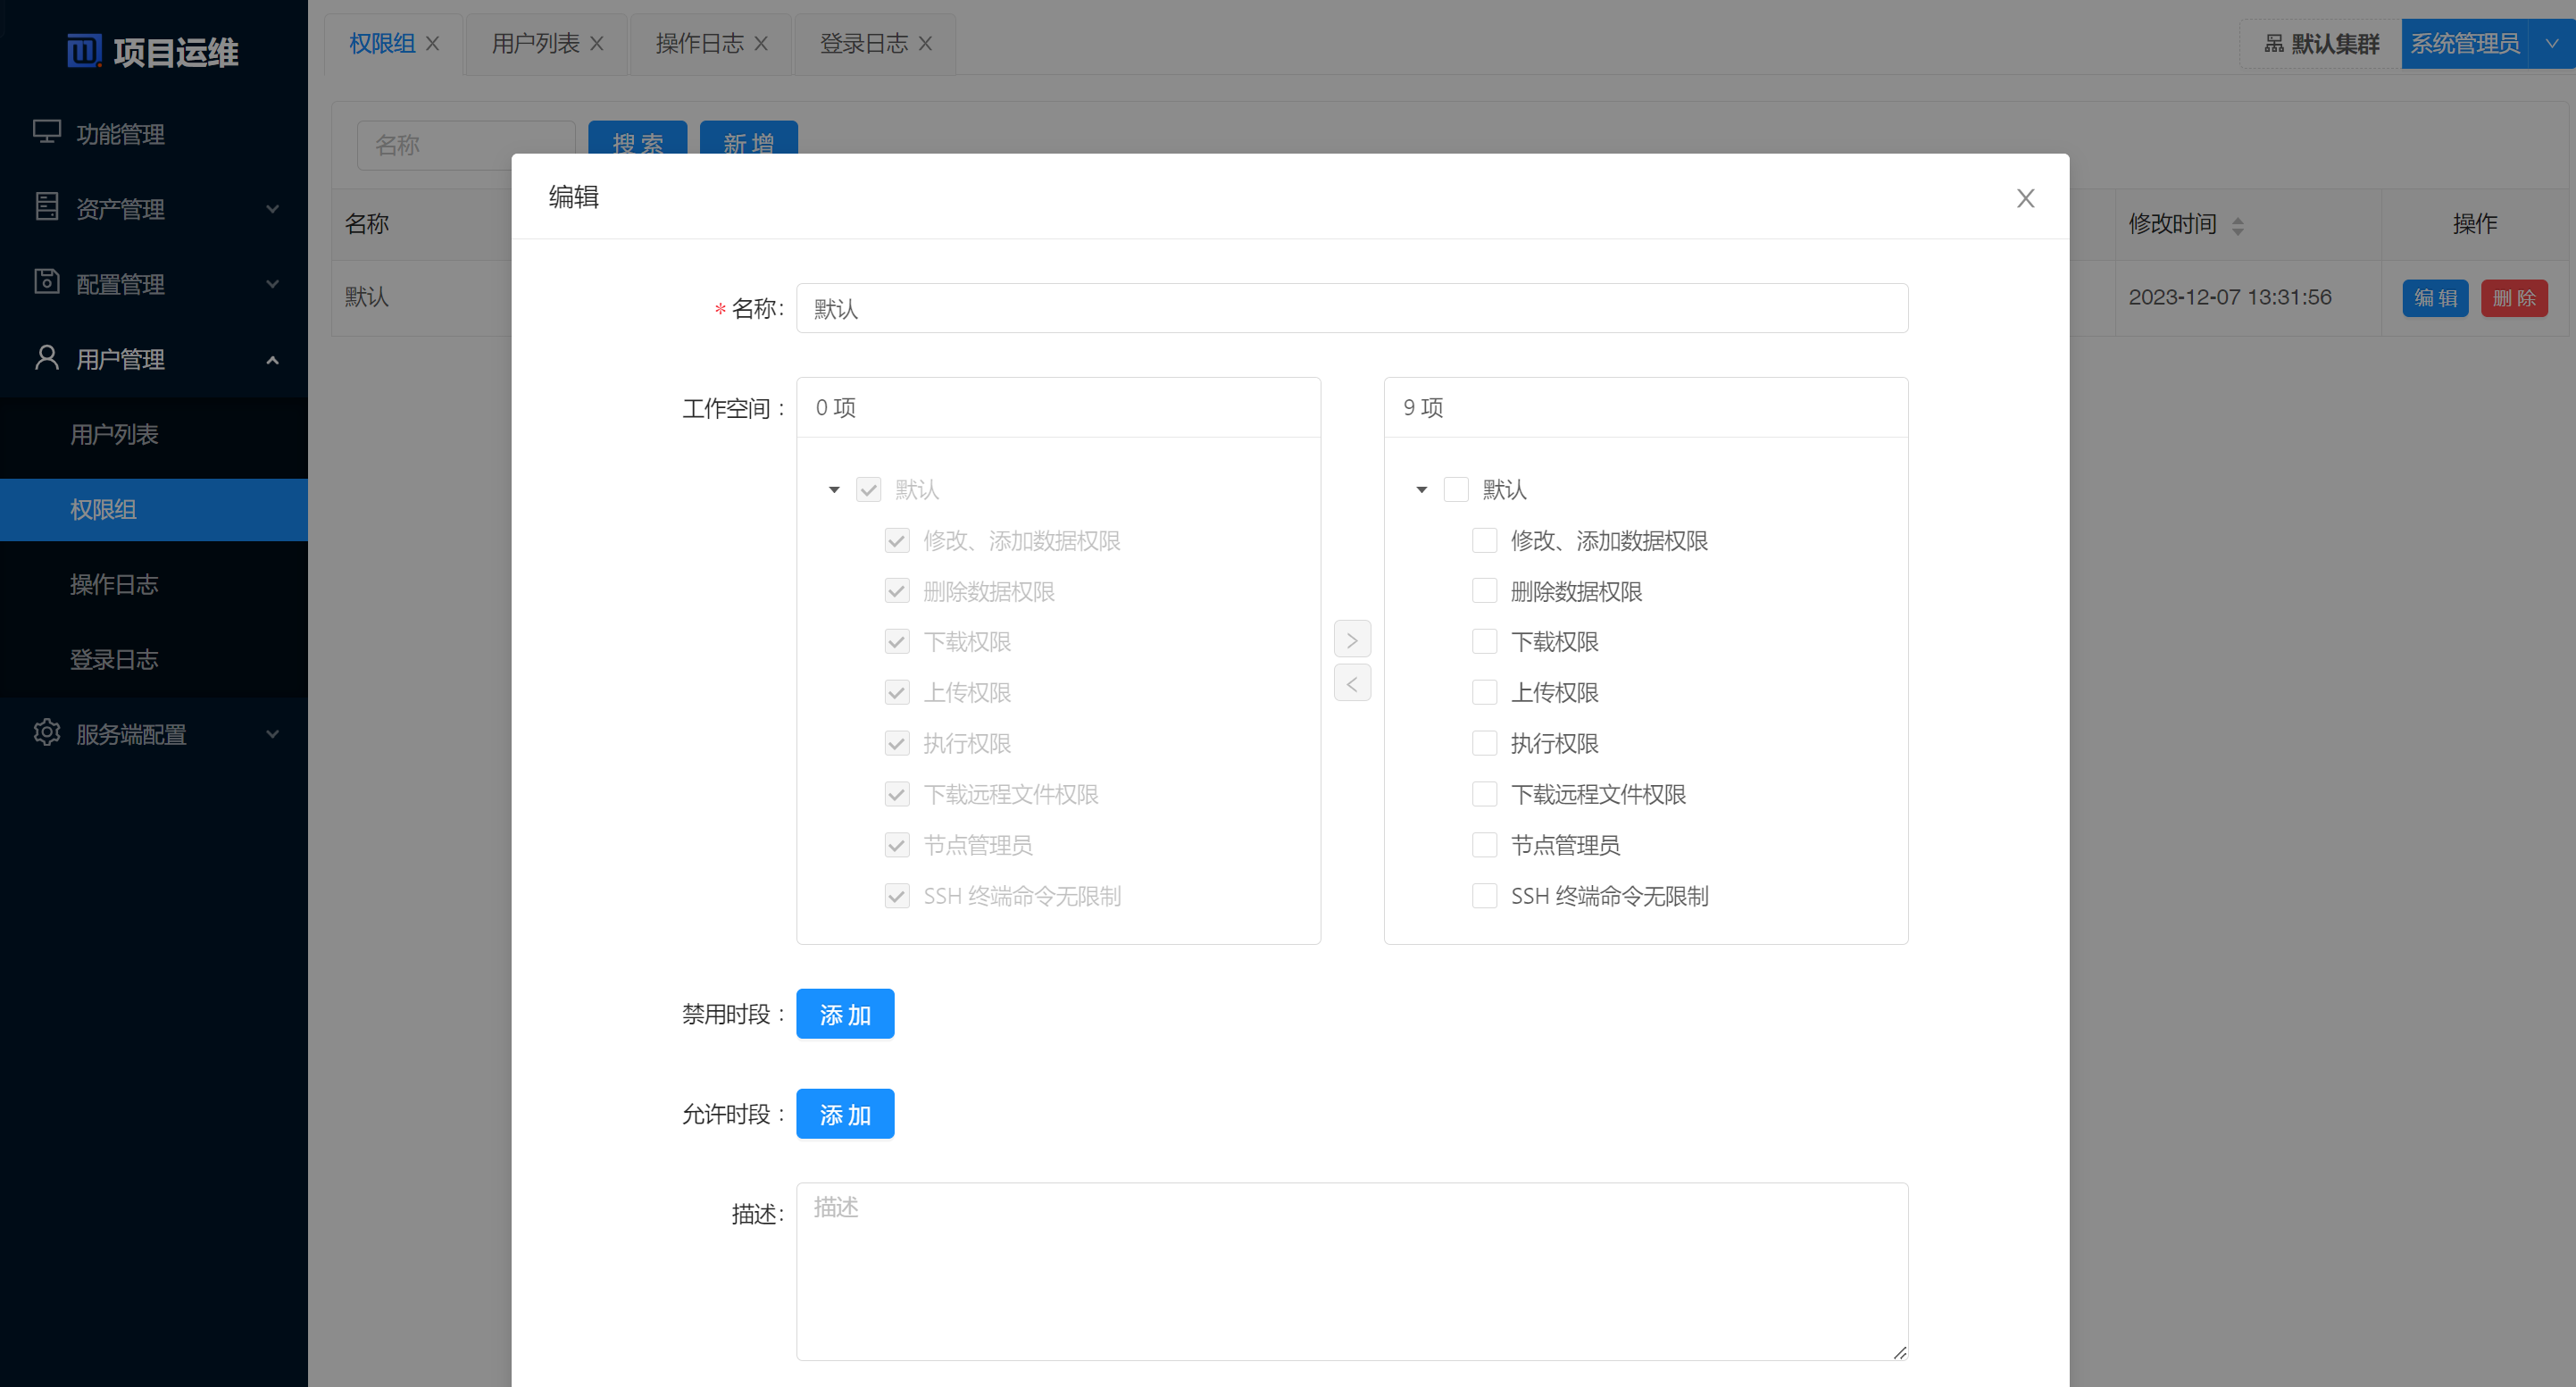 项目运维
功能管理
资产管理
配置管理
用户管理
用户列表
权限组
操作日志
登录日志
服务端配置
权限组
用户列表
操作日志
登录日志
默认集群
系统管理员
名称
搜 索
新 增
名称
修改时间
操作
默认
2023-12-07 13:31:56
编 辑
删 除
编辑
* 名称:
默认
工作空间 :
0 项
默认
修改、添加数据权限
删除数据权限
下载权限
上传权限
执行权限
下载远程文件权限
节点管理员
SSH 终端命令无限制
9 项
默认
修改、添加数据权限
删除数据权限
下载权限
上传权限
执行权限
下载远程文件权限
节点管理员
SSH 终端命令无限制
禁用时段 :
添 加
允许时段 :
添 加
描述:
描述